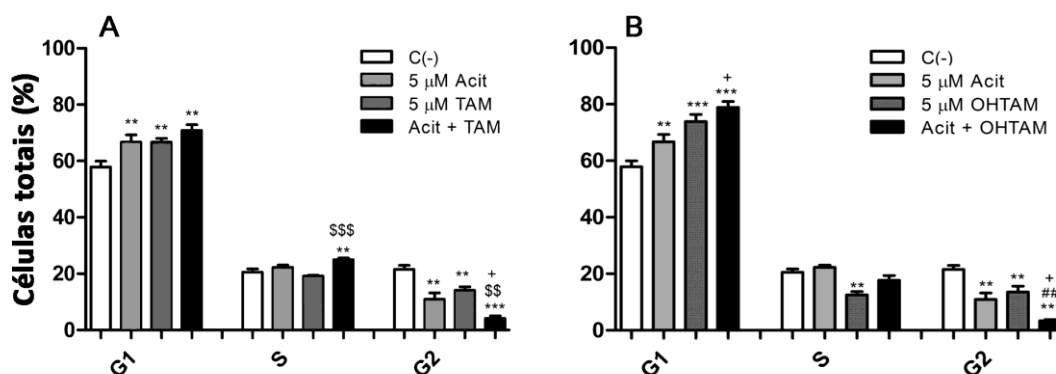 A
C(-)
5 µM Acit
5 µM TAM
Acit + TAM
Células totais (%)
100
80
60
40
20
0
**
**
**
$$$
**
**
**
+
$$
***
G1
S
G2
B
C(-)
5 µM Acit
5 µM OHTAM
Acit + OHTAM
100
80
60
40
20
0
**
***
+
***
**
**
**
+
##
**
G1
S
G2